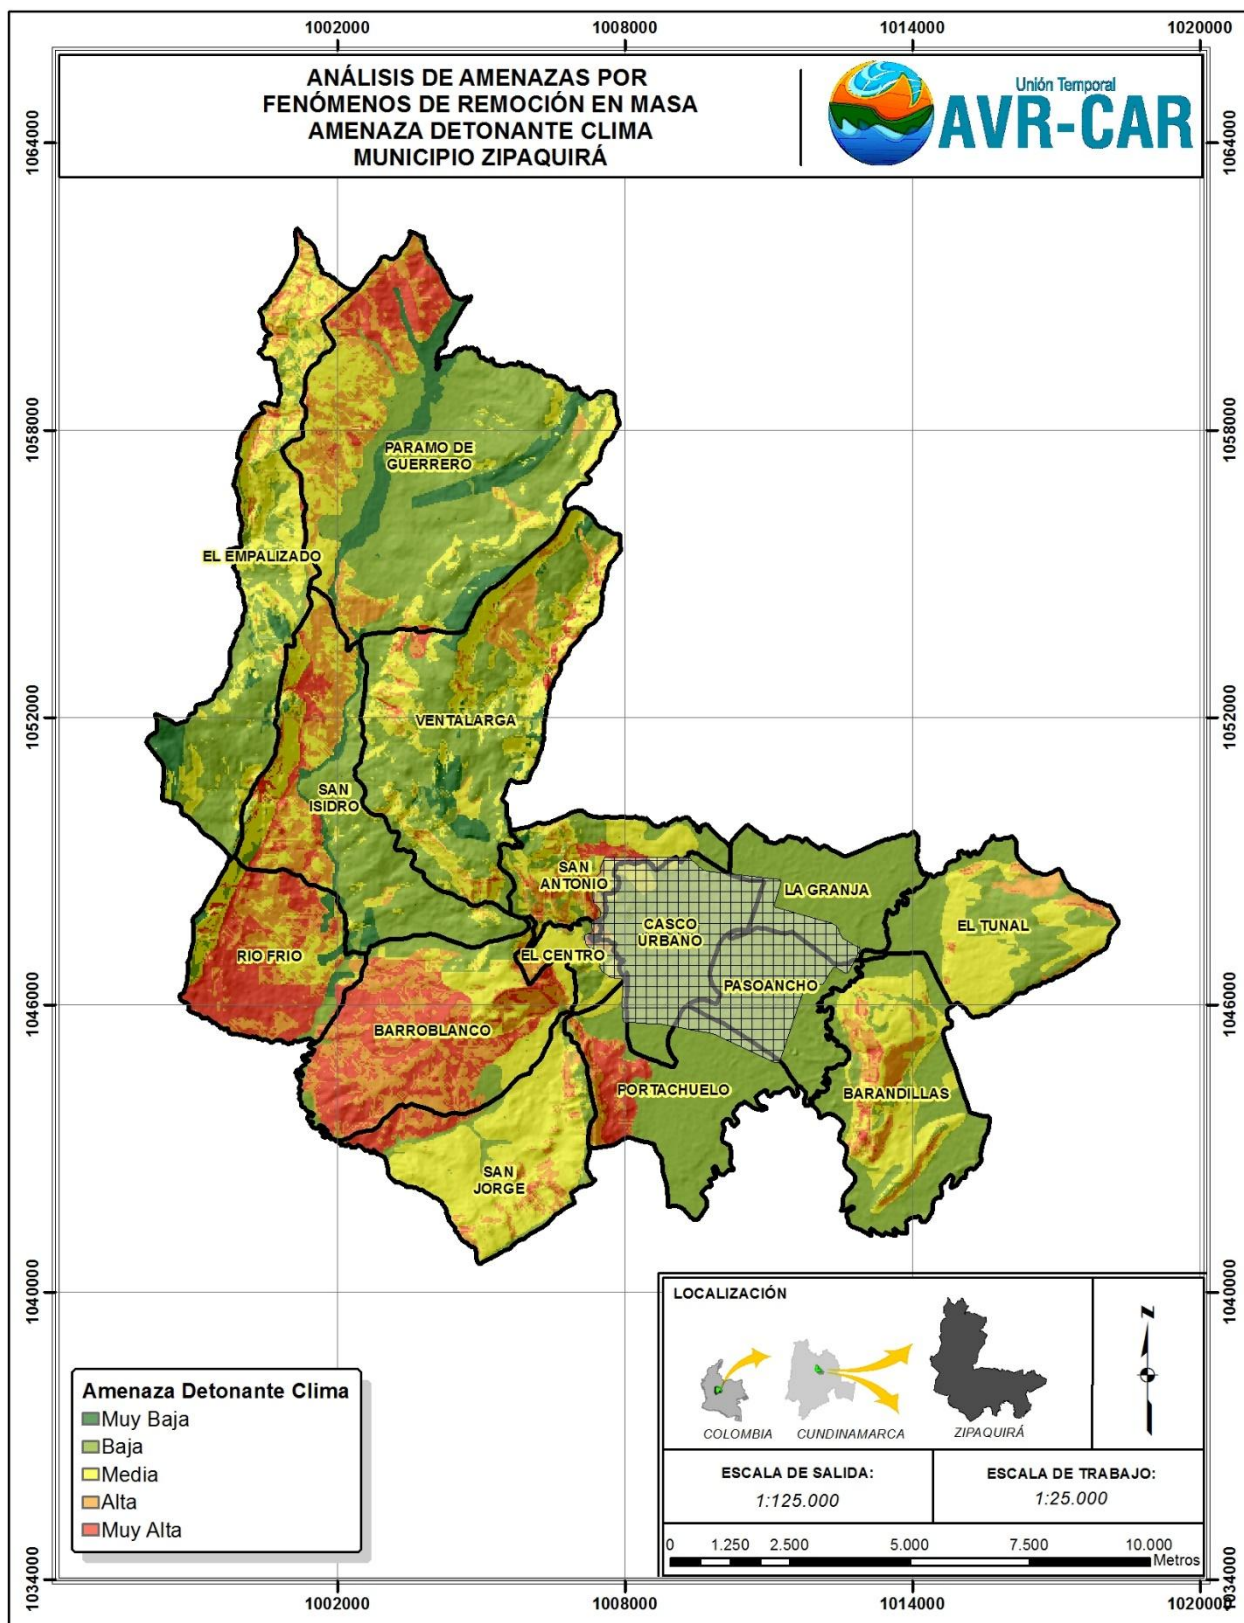 1002000
1008000
1014000
1020000
ANÁLISIS DE AMENAZAS POR
FENÓMENOS DE REMOCIÓN EN MASA
AMENAZA DETONANTE CLIMA
MUNICIPIO ZIPAQUIRÁ
Unión Temporal
AVR-CAR
1064000
1064000
1058000
1058000
PARAMO DE
GUERRERO
EL EMPALIZADO
1052000
1052000
VENTALARGA
SAN
ISIDRO
SAN
ANTONIO
LA GRANJA
CASCO
URBANO
EL TUNAL
RIO FRIO
EL CENTRO
PASOANCHO
1046000
1046000
BARROBLANCO
PORTACHUELO
BARANDILLAS
SAN
JORGE
1040000
1040000
LOCALIZACIÓN
COLOMBIA
CUNDINAMARCA
ZIPAQUIRÁ
N
Amenaza Detonante Clima
Muy Baja
Baja
Media
Alta
Muy Alta
ESCALA DE SALIDA:
1:125.000
ESCALA DE TRABAJO:
1:25.000
0 1.250 2.500 5.000 7.500 10.000
Metros
1034000
1034000
1002000
1008000
1014000
1020000